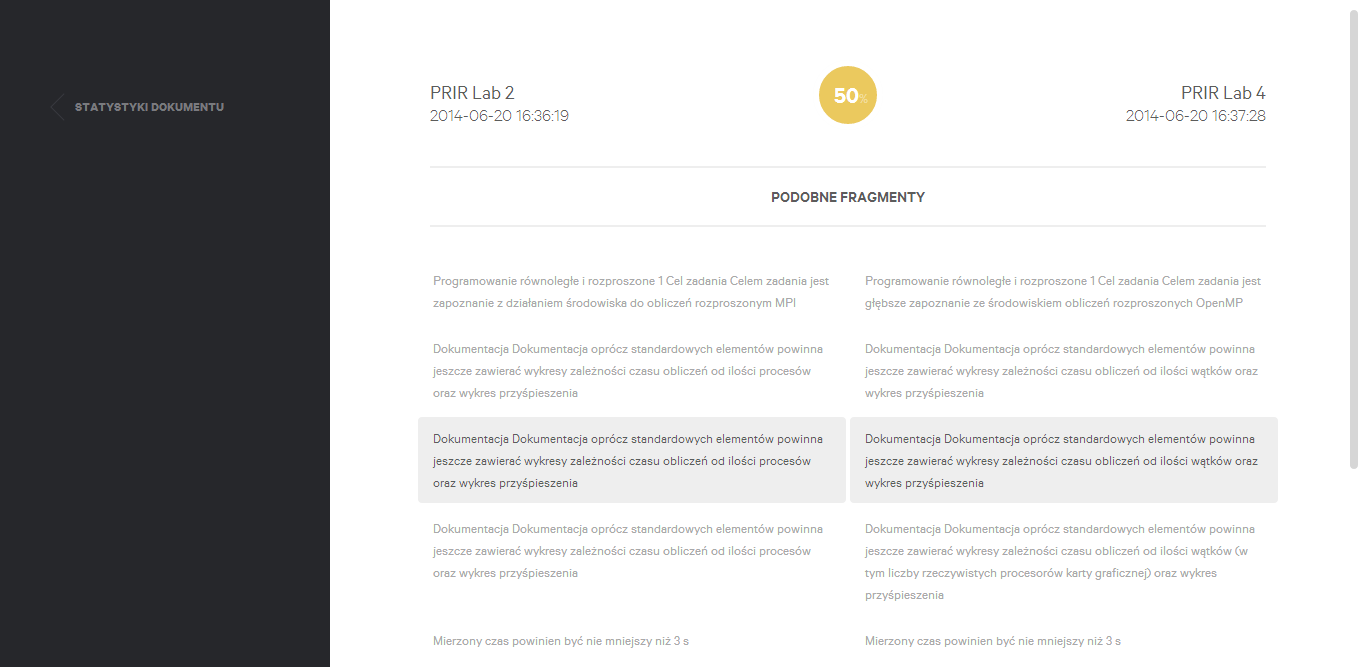 STATYSTYKI DOKUMENTU
PRIR Lab 2
2014-06-20 16:36:19
50%
PRIR Lab 4
2014-06-20 16:37:28
PODOBNE FRAGMENTY
Programowanie równoległe i rozproszone 1 Cel zadania Celem zadania jest
zapoznanie z działaniem środowiska do obliczeń rozproszonym MPI
Programowanie równoległe i rozproszone 1 Cel zadania Celem zadania jest
głębsze zapoznanie ze środowiskiem obliczeń rozproszonych OpenMP
Dokumentacja Dokumentacja oprócz standardowych elementów powinna
jeszcze zawierać wykresy zależności czasu obliczeń od ilości procesów
oraz wykres przyśpieszenia
Dokumentacja Dokumentacja oprócz standardowych elementów powinna
jeszcze zawierać wykresy zależności czasu obliczeń od ilości wątków oraz
wykres przyśpieszenia
Dokumentacja Dokumentacja oprócz standardowych elementów powinna
jeszcze zawierać wykresy zależności czasu obliczeń od ilości procesów
oraz wykres przyśpieszenia
Dokumentacja Dokumentacja oprócz standardowych elementów powinna
jeszcze zawierać wykresy zależności czasu obliczeń od ilości wątków oraz
wykres przyśpieszenia
Dokumentacja Dokumentacja oprócz standardowych elementów powinna
jeszcze zawierać wykresy zależności czasu obliczeń od ilości procesów
oraz wykres przyśpieszenia
Dokumentacja Dokumentacja oprócz standardowych elementów powinna
jeszcze zawierać wykresy zależności czasu obliczeń od ilości wątków (w
tym liczby rzeczywistych procesorów karty graficznej) oraz wykres
przyśpieszenia
Mierzony czas powinien być nie mniejszy niż 3 s
Mierzony czas powinien być nie mniejszy niż 3 s